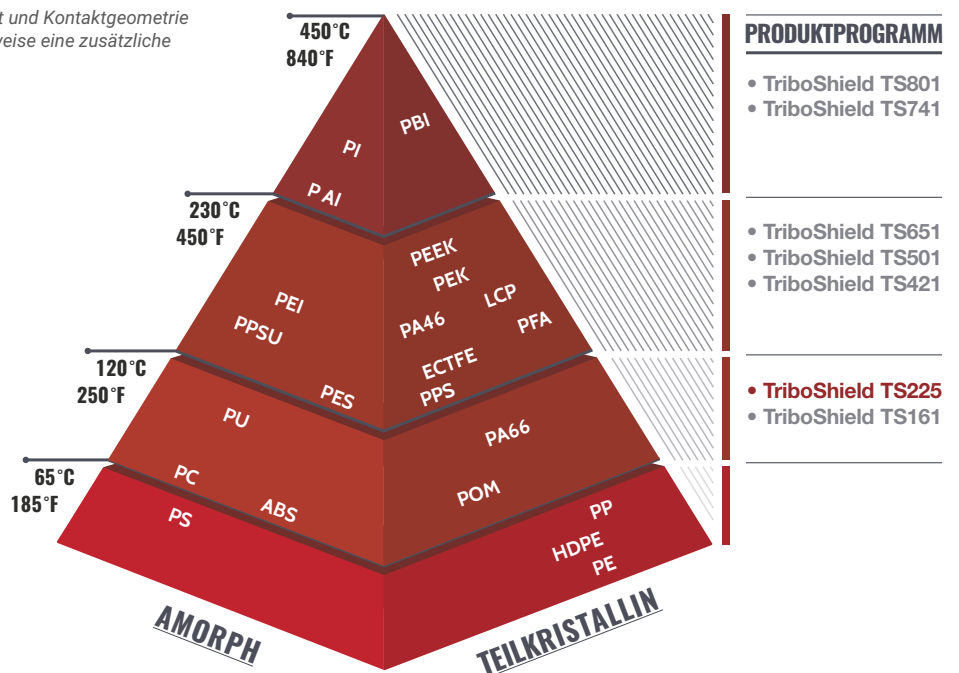 t und Kontaktgeometrie
weise eine zusätzliche
450°C
840°F
PRODUKTPROGRAMM
• TriboShield TS801
• TriboShield TS741
PBI
PI
P AI
230°C
450°F
• TriboShield TS651
• TriboShield TS501
• TriboShield TS421
PEEK
PEK
LCP
PEI
PA46
PFA
PPSU
ECTFE
PPS
PES
120°C
250°F
• TriboShield TS225
• TriboShield TS161
PU
PA66
PC
POM
ABS
65°C
185°F
PS
PP
HDPE
PE
AMORPH
TEILKRISTALLIN